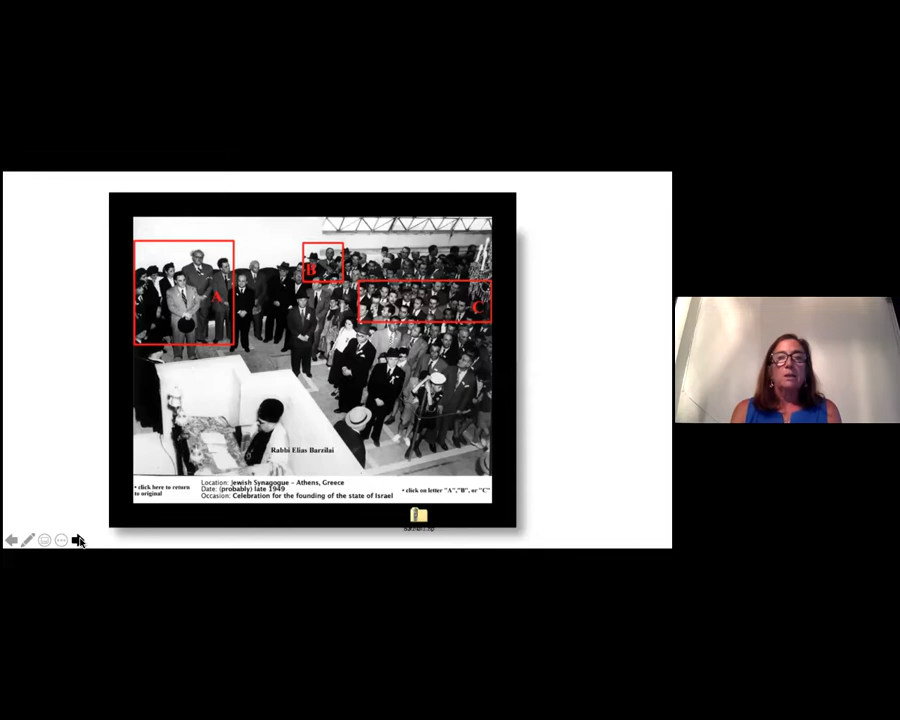 A
B
C
Rabbi Elias Barzilai
• click here to return
to original
Location: Jewish Synagogue - Athens, Greece
Date: (probably) late 1949
Occasion: Celebration for the founding of the state of Israel
• click on letter "A","B", or "C"